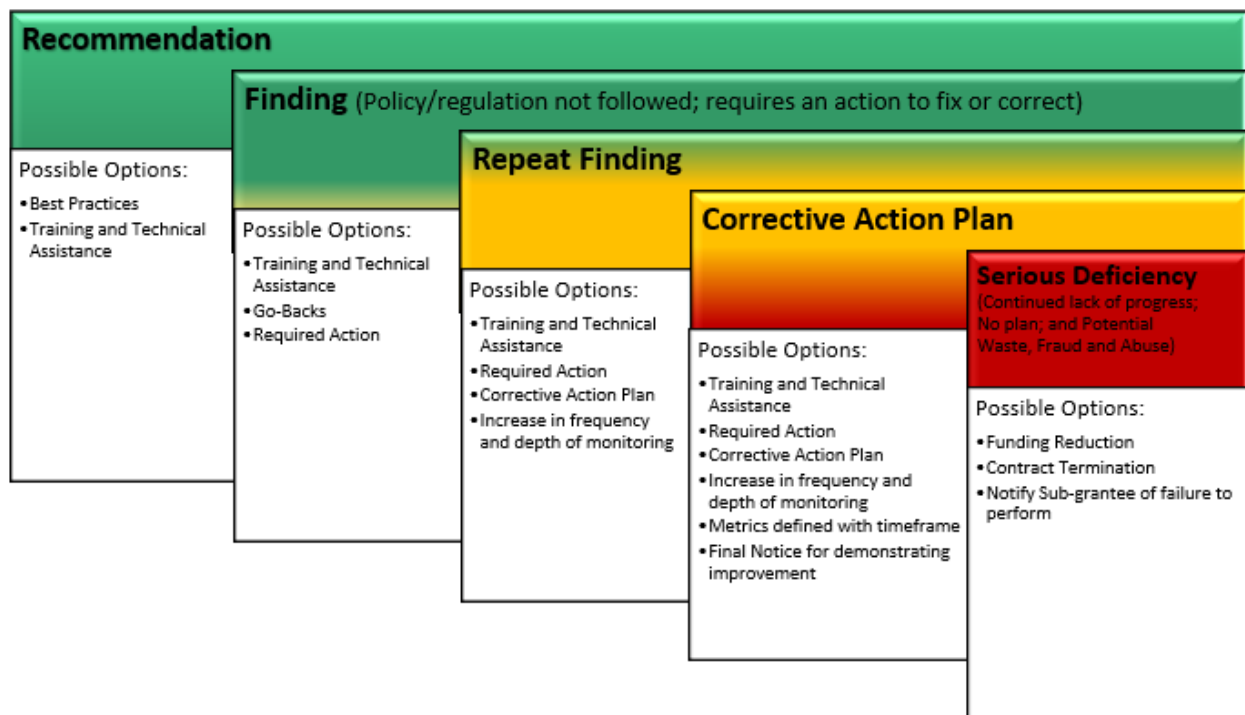 Recommendation
Possible Options:
•Best Practices
•Training and Technical
Assistance
Finding (Policy/regulation not followed; requires an action to fix or correct)
Possible Options:
•Training and Technical
Assistance
•Go-Backs
•Required Action
Repeat Finding
Possible Options:
•Training and Technical
Assistance
•Required Action
•Corrective Action Plan
•Increase in frequency
and depth of monitoring
Corrective Action Plan
Possible Options:
•Training and Technical
Assistance
•Required Action
•Corrective Action Plan
•Increase in frequency and
depth of monitoring
•Metrics defined with timeframe
•Final Notice for demonstrating
improvement
Serious Deficiency
(Continued lack of progress;
No plan; and Potential
Waste, Fraud and Abuse)
Possible Options:
•Funding Reduction
•Contract Termination
•Notify Sub-grantee of failure to
perform